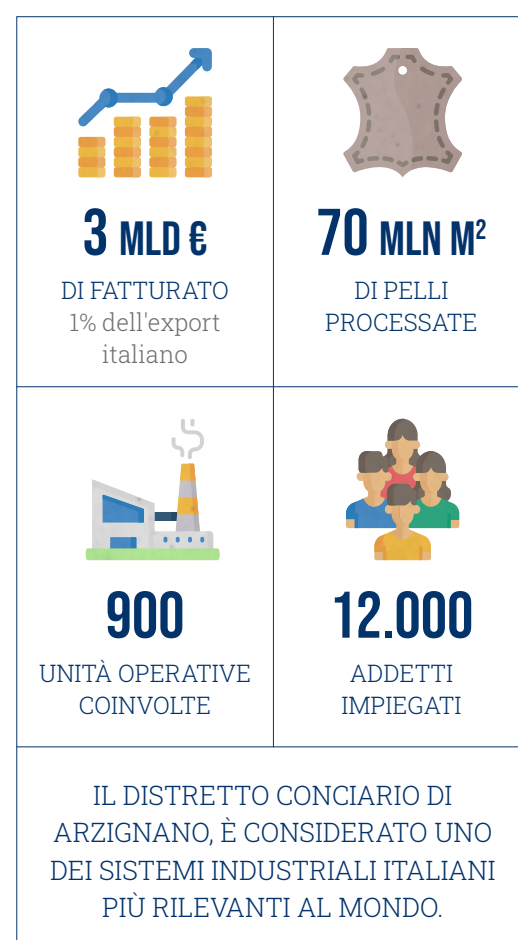 3 MLD €
DI FATTURATO
1% dell'export
italiano
70 MLN M²
DI PELLI
PROCESSATE
900
UNITÀ OPERATIVE
COINVOLTE
12.000
ADDETTI
IMPIEGATI
IL DISTRETTO CONCIARIO DI
ARZIGNANO, È CONSIDERATO UNO
DEI SISTEMI INDUSTRIALI ITALIANI
PIÙ RILEVANTI AL MONDO.